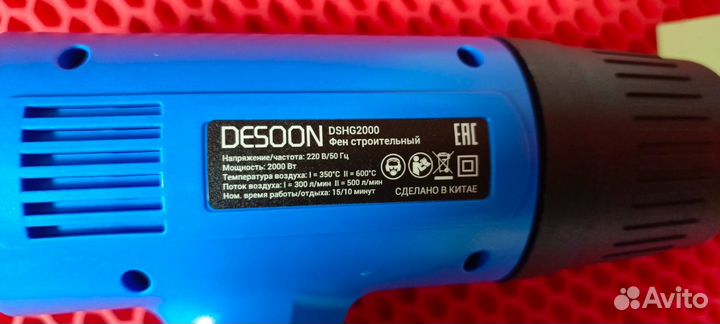 DESOON DSHG2000
Фен строительный
EAC
Напряжение/частота: 220 В/50 Гц
Мощность: 2000 Вт
Температура воздуха: I = 350°C II = 600°C
Поток воздуха: I = 300 л/мин II = 500 л/мин
Ном. время работы/отдыха: 15/10 минут
СДЕЛАНО В КИТАЕ
Avito